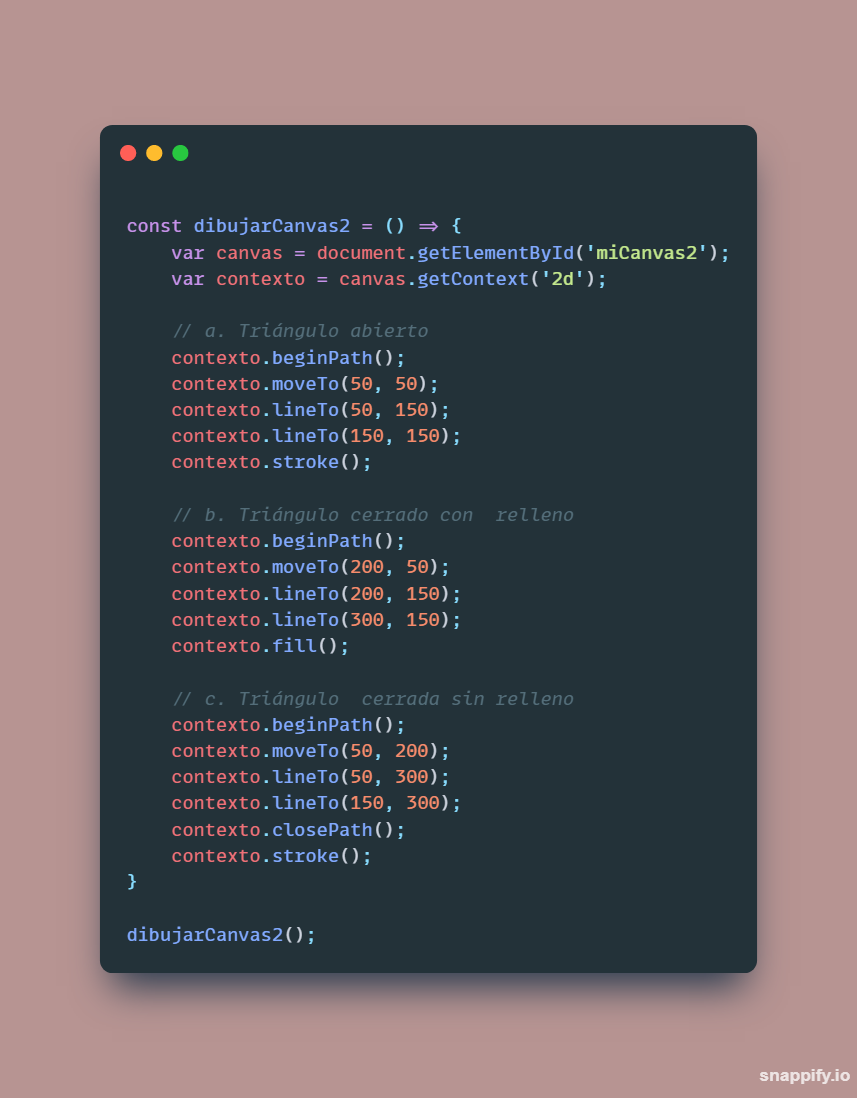 const dibujarCanvas2 = () => {
    var canvas = document.getElementById('miCanvas2');
    var contexto = canvas.getContext('2d');

    // a. Triángulo abierto
    contexto.beginPath();
    contexto.moveTo(50, 50);
    contexto.lineTo(50, 150);
    contexto.lineTo(150, 150);
    contexto.stroke();

    // b. Triángulo cerrado con  relleno
    contexto.beginPath();
    contexto.moveTo(200, 50);
    contexto.lineTo(200, 150);
    contexto.lineTo(300, 150);
    contexto.fill();

    // c. Triángulo  cerrada sin relleno
    contexto.beginPath();
    contexto.moveTo(50, 200);
    contexto.lineTo(50, 300);
    contexto.lineTo(150, 300);
    contexto.closePath();
    contexto.stroke();
}

dibujarCanvas2();
snappify.io